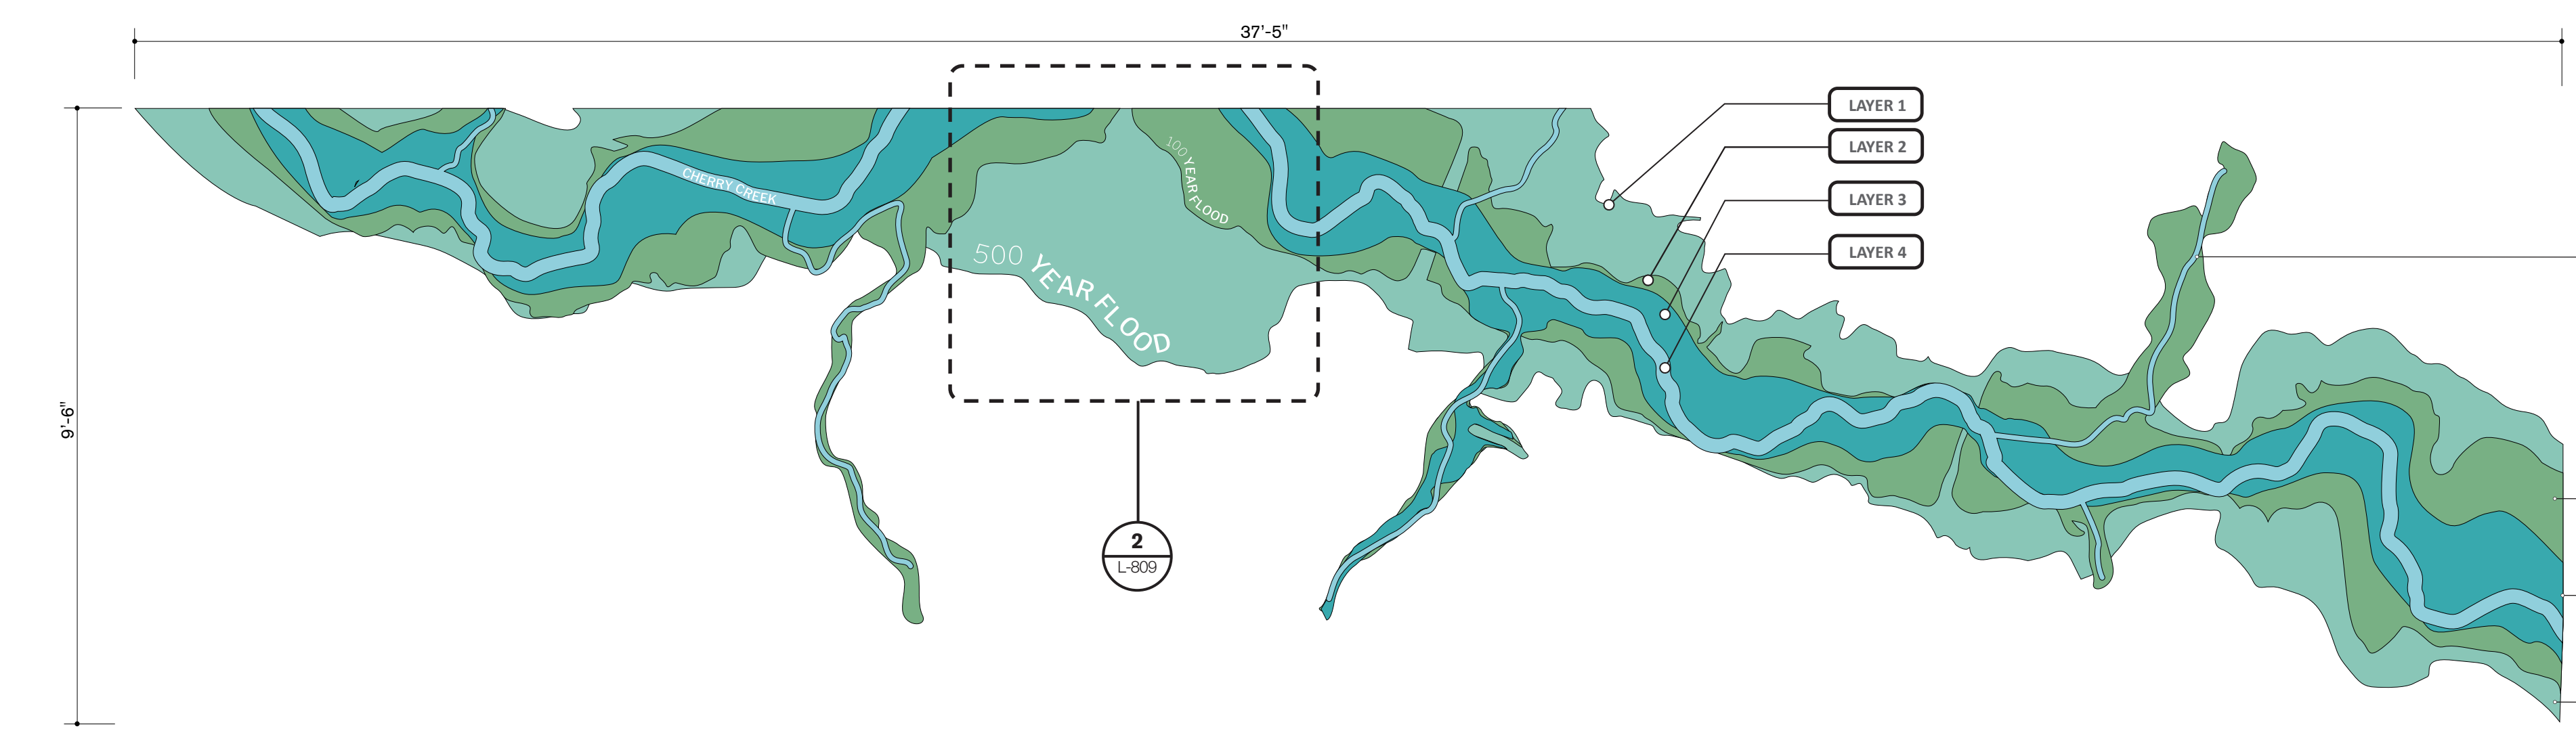 37'-5"
LAYER 1
LAYER 2
LAYER 3
LAYER 4
100 YEAR FLOOD
CHERRY CREEK
500 YEAR FLOOD
9'-6"
2
L-809